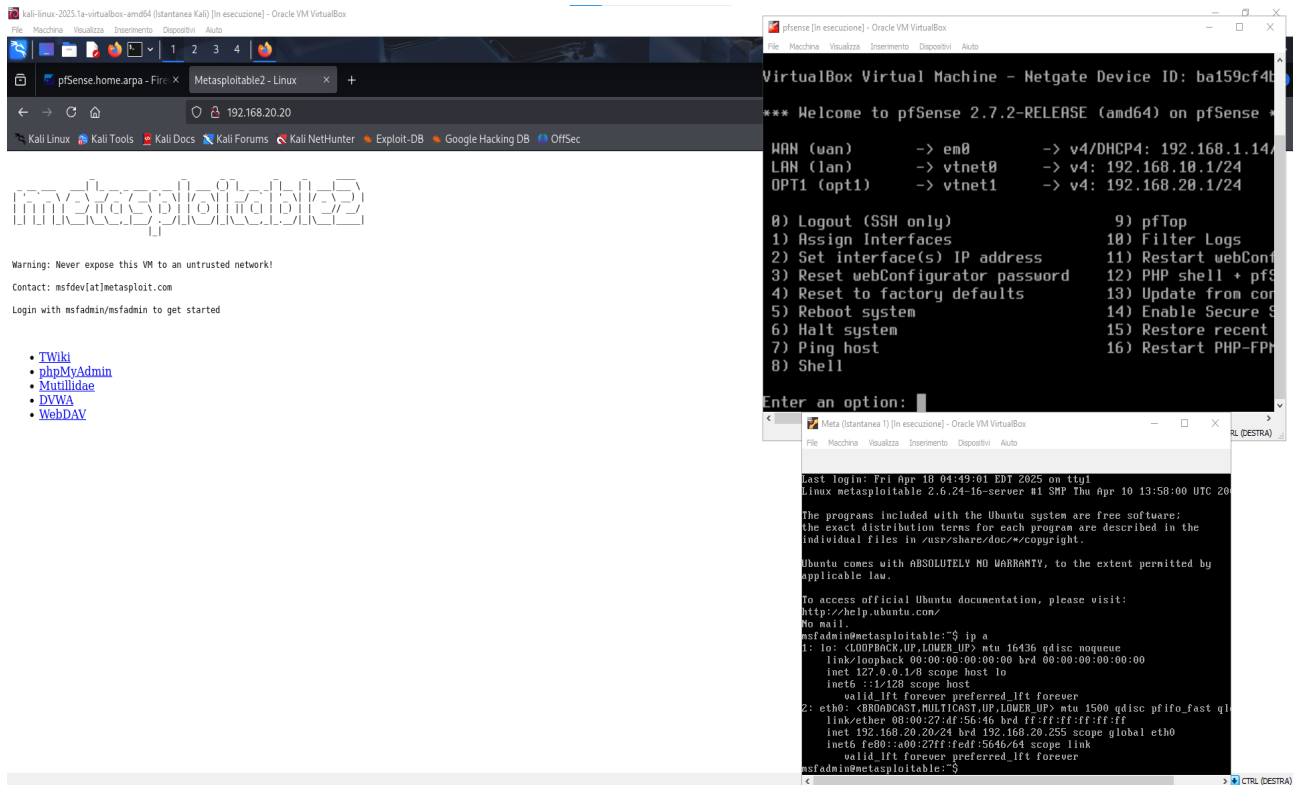 kali-linux-2025.1a-virtualbox-amd64 (Istantanea Kali) [In esecuzione] - Oracle VM VirtualBox
File Macchina Visualizza Inserimento Dispositivi Aiuto
1 2 3 4
pfSense.home.arpa - Fire Metasploitable2 - Linux
192.168.20.20
Kali Linux Kali Tools Kali Docs Kali Forums Kali NetHunter Exploit-DB Google Hacking DB OffSec
metasploitable2
Warning: Never expose this VM to an untrusted network!
Contact: msfdev[at]metasploit.com
Login with msfadmin/msfadmin to get started
• TWiki
• phpMyAdmin
• Mutillidae
• DVWA
• WebDAV
pfsense [In esecuzione] - Oracle VM VirtualBox
File Macchina Visualizza Inserimento Dispositivi Aiuto
VirtualBox Virtual Machine - Netgate Device ID: ba159cf4b
*** Welcome to pfSense 2.7.2-RELEASE (amd64) on pfSense *
WAN (wan) -> em0 -> v4/DHCP4: 192.168.1.14/
LAN (lan) -> vtnet0 -> v4: 192.168.10.1/24
OPT1 (opt1) -> vtnet1 -> v4: 192.168.20.1/24
0) Logout (SSH only) 9) pfTop
1) Assign Interfaces 10) Filter Logs
2) Set interface(s) IP address 11) Restart webConf
3) Reset webConfigurator password 12) PHP shell + pfS
4) Reset to factory defaults 13) Update from con
5) Reboot system 14) Enable Secure S
6) Halt system 15) Restore recent
7) Ping host 16) Restart PHP-FPM
8) Shell
Enter an option:
RL (DESTRA)
Meta (Istantanea 1) [In esecuzione] - Oracle VM VirtualBox
File Macchina Visualizza Inserimento Dispositivi Aiuto
Last login: Fri Apr 18 04:49:01 EDT 2025 on tty1
Linux metasploitable 2.6.24-16-server #1 SMP Thu Apr 10 13:58:00 UTC 200
The programs included with the Ubuntu system are free software;
the exact distribution terms for each program are described in the
individual files in /usr/share/doc/*/copyright.
Ubuntu comes with ABSOLUTELY NO WARRANTY, to the extent permitted by
applicable law.
To access official Ubuntu documentation, please visit:
http://help.ubuntu.com/
No mail.
msfadmin@metasploitable:~$ ip a
1: lo: <LOOPBACK,UP,LOWER_UP> mtu 16436 qdisc noqueue
link/loopback 00:00:00:00:00:00 brd 00:00:00:00:00:00
inet 127.0.0.1/8 scope host lo
inet6 ::1/128 scope host
valid_lft forever preferred_lft forever
2: eth0: <BROADCAST,MULTICAST,UP,LOWER_UP> mtu 1500 qdisc pfifo_fast qle
link/ether 08:00:27:df:56:46 brd ff:ff:ff:ff:ff:ff
inet 192.168.20.20/24 brd 192.168.20.255 scope global eth0
inet6 fe80::a00:27ff:fedf:5646/64 scope link
valid_lft forever preferred_lft forever
msfadmin@metasploitable:~$
CTRL (DESTRA)